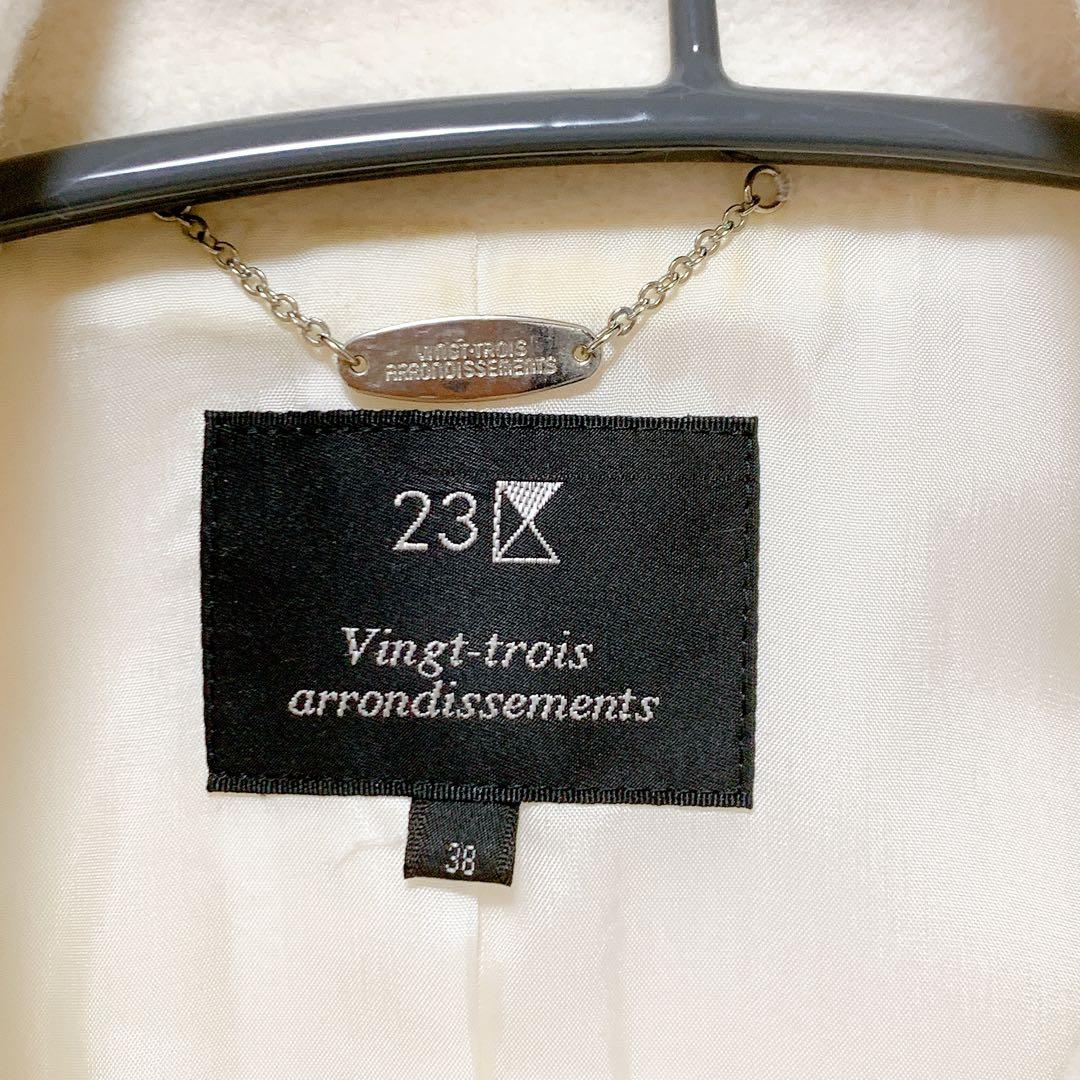 VINGT-TROIS
ARRONDISSEMENTS
23
Vingt-trois
arrondissements
38